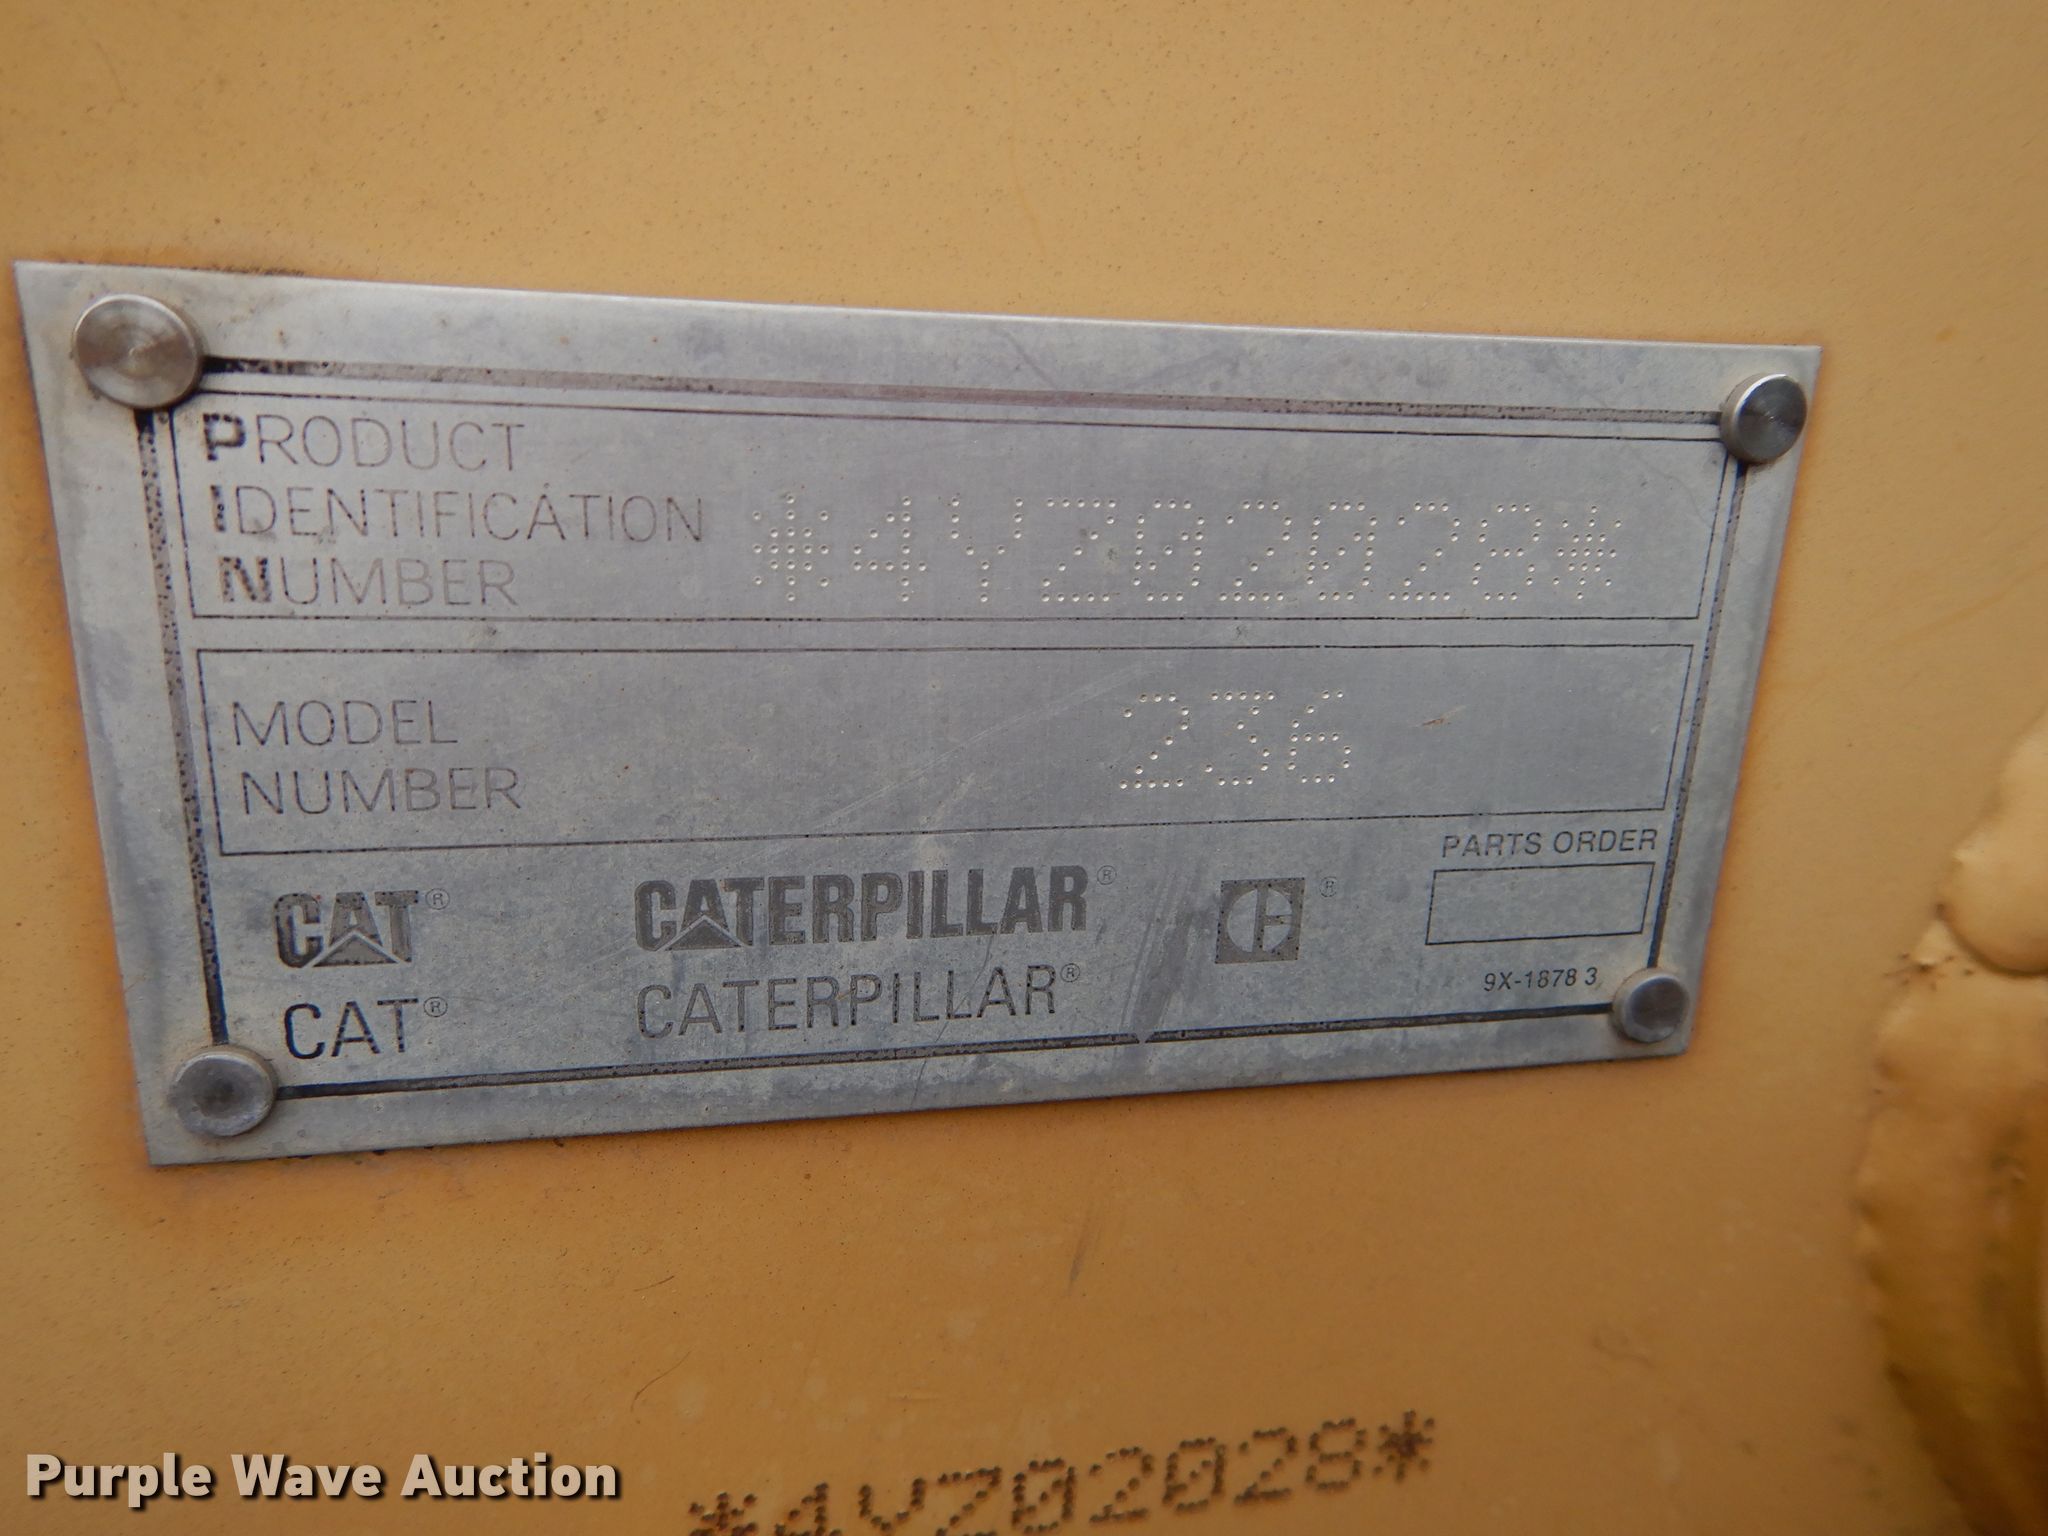 PRODUCT
IDENTIFICATION
NUMBER
*4YZ02028*
MODEL
NUMBER
236
CAT®
CATERPILLAR®
®
PARTS ORDER
CAT®
CATERPILLAR®
9X-1878 3
*4YZ02028*
Purple Wave Auction